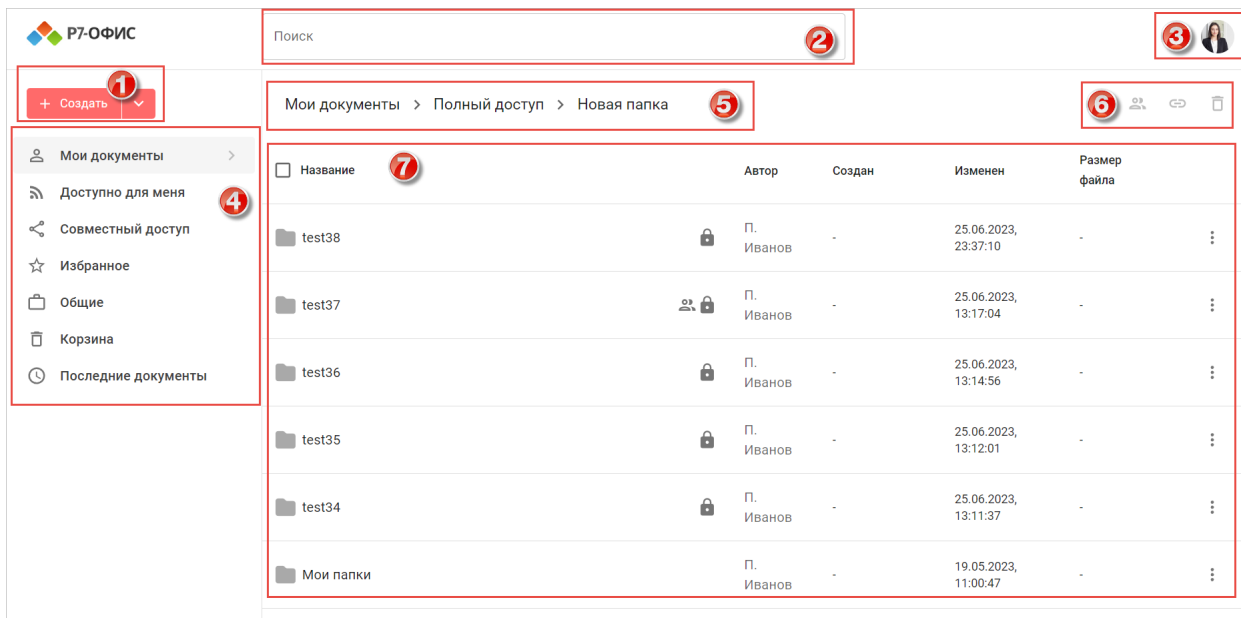 Р7-ОФИС
Поиск
2
3
1
+ Создать
Мои документы > Полный доступ > Новая папка
5
6
Мои документы
Доступно для меня
4
Совместный доступ
Избранное
Общие
Корзина
Последние документы
Название
7
Автор
Создан
Изменен
Размер
файла
test38
П.
Иванов
-
25.06.2023,
23:37:10
-
test37
П.
Иванов
-
25.06.2023,
13:17:04
-
test36
П.
Иванов
-
25.06.2023,
13:14:56
-
test35
П.
Иванов
-
25.06.2023,
13:12:01
-
test34
П.
Иванов
-
25.06.2023,
13:11:37
-
Мои папки
П.
Иванов
-
19.05.2023,
11:00:47
-